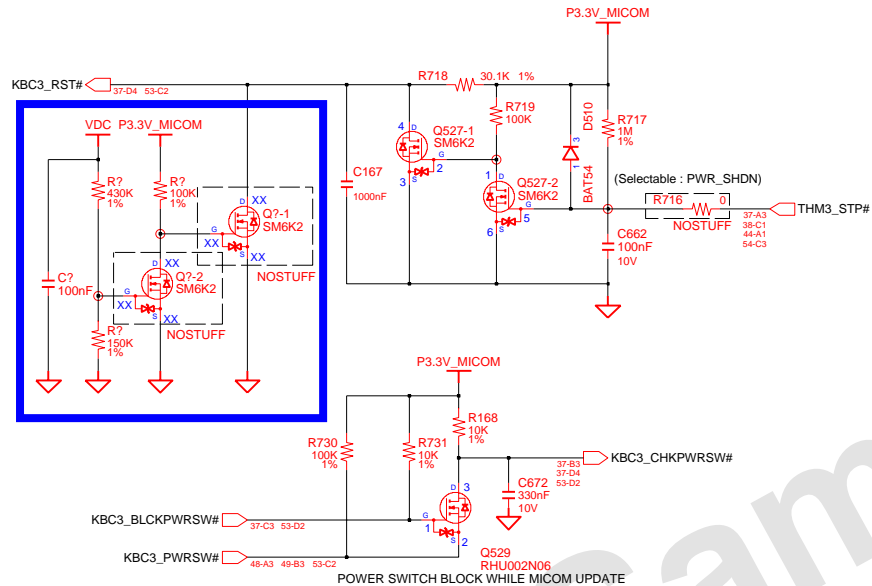 P3.3V_MICOM
KBC3_RST#
37-D4 53-C2
R718 30.1K 1%
VDC P3.3V_MICOM
R?
430K
1%
R?
100K
1%
XX
D
Q?-1
SM6K2
G
XX
S
XX
NOSTUFF
C?
100nF
XX
D
Q?-2
SM6K2
G
XX
S
XX
NOSTUFF
R?
150K
1%
C167
1000nF
4 D
Q527-1
SM6K2
G
2
3 S
R719
100K
1
D
Q527-2
SM6K2
G
5
6 S
D510
3
1
BAT54
R717
1M
1%
(Selectable : PWR_SHDN)
R716 0
NOSTUFF
THM3_STP#
37-A3
38-C1
44-A1
54-C3
C662
100nF
10V
P3.3V_MICOM
R730
100K
1%
R731
10K
1%
R168
10K
1%
KBC3_CHKPWRSW#
37-B3
37-D4
53-D2
C672
330nF
10V
D 3
G
1
S 2
Q529
RHU002N06
KBC3_BLCKPWRSW#
37-C3 53-D2
KBC3_PWRSW#
48-A3 49-B3 53-C2
POWER SWITCH BLOCK WHILE MICOM UPDATE